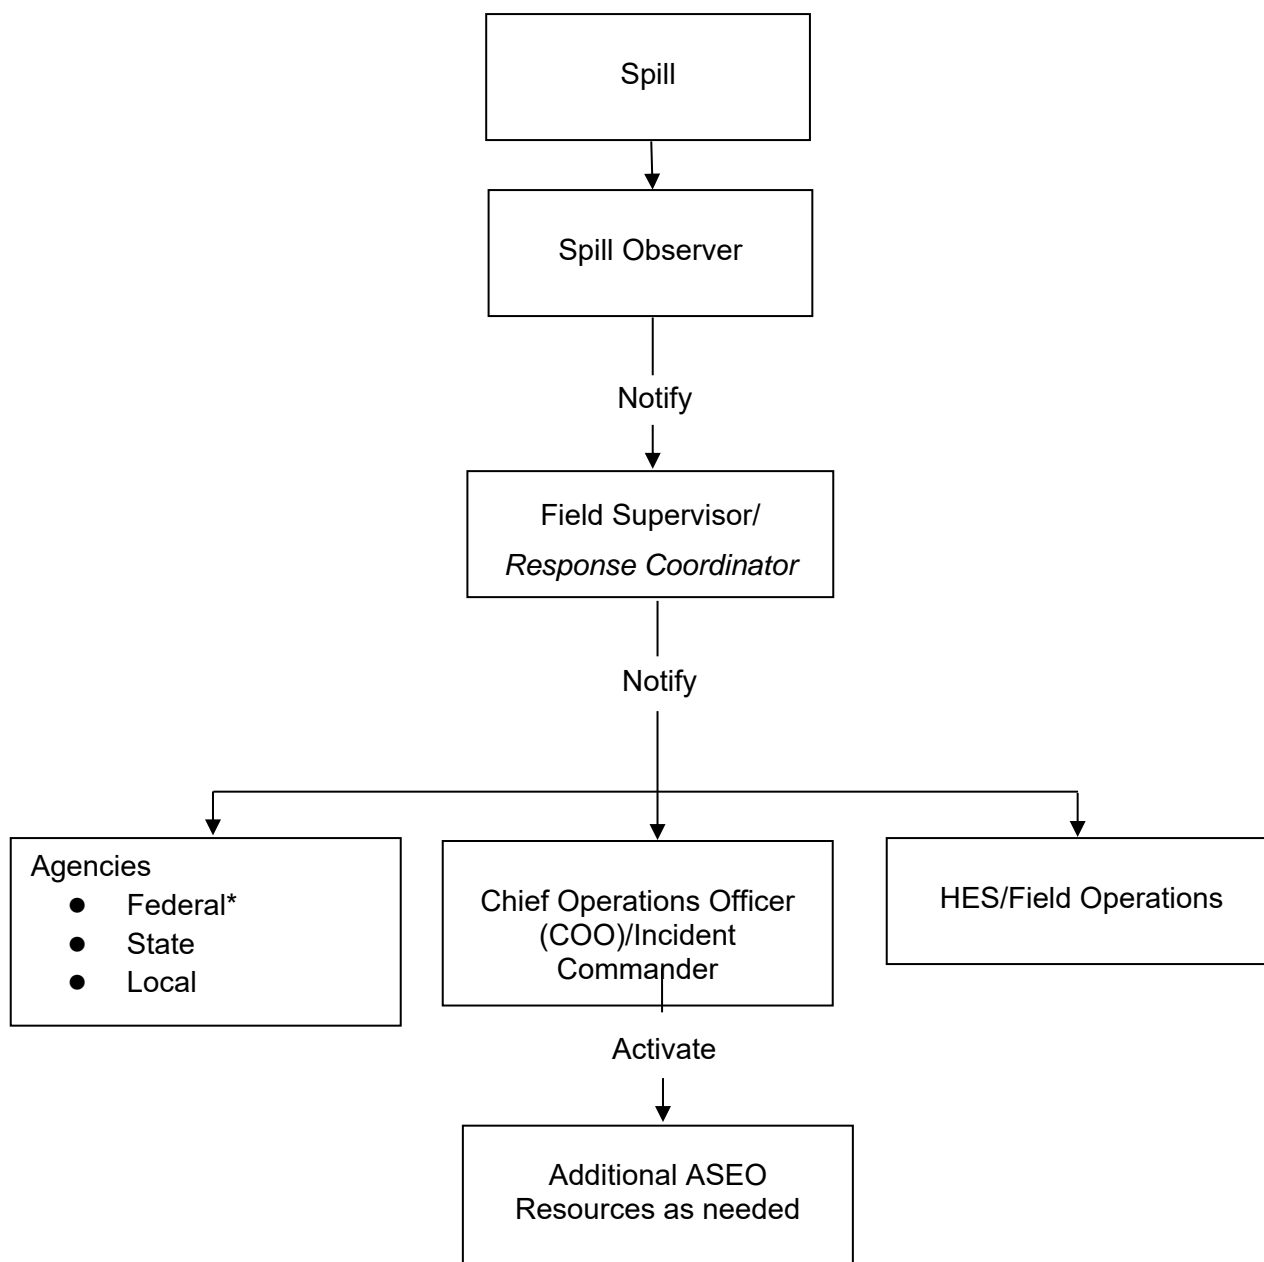 Spill
Spill Observer
Notify
Field Supervisor/
Response Coordinator
Notify
Agencies
● Federal*
● State
● Local
Chief Operations Officer
(COO)/Incident
Commander
HES/Field Operations
Activate
Additional ASEO
Resources as needed